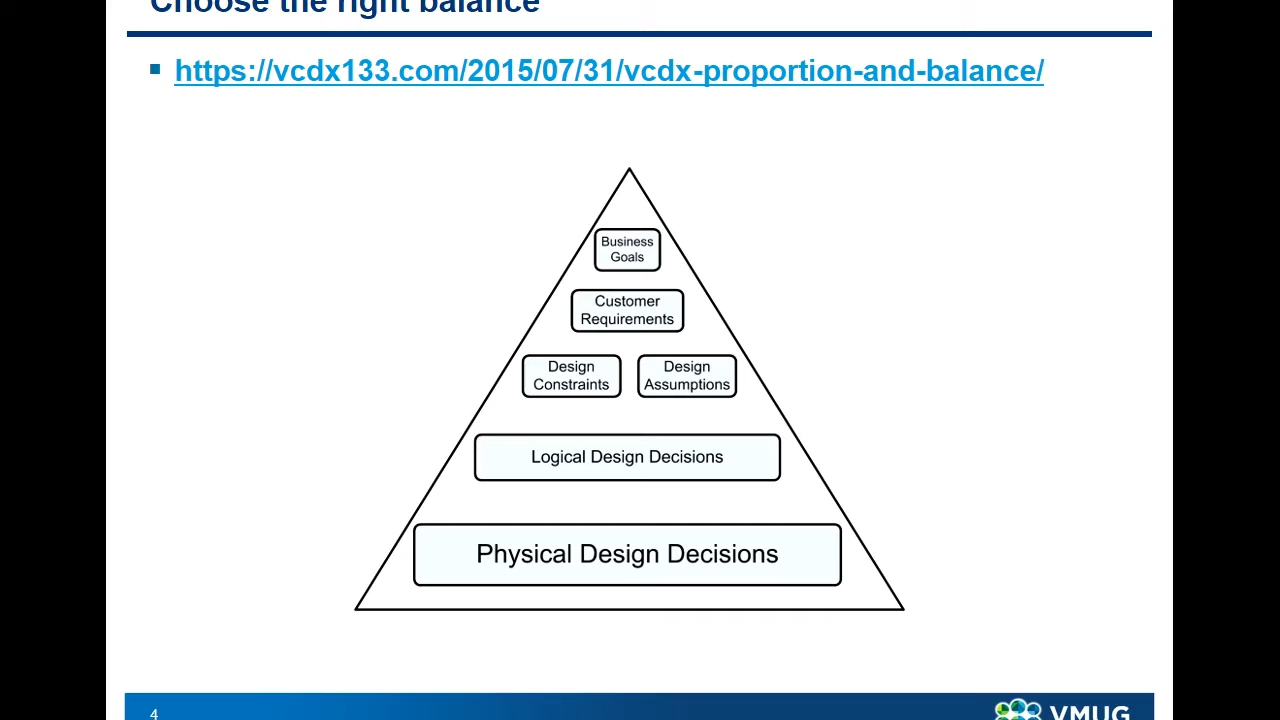 Choose the right balance
https://vcdx133.com/2015/07/31/vcdx-proportion-and-balance/
Business
Goals
Customer
Requirements
Design
Constraints
Design
Assumptions
Logical Design Decisions
Physical Design Decisions
4
VMUG